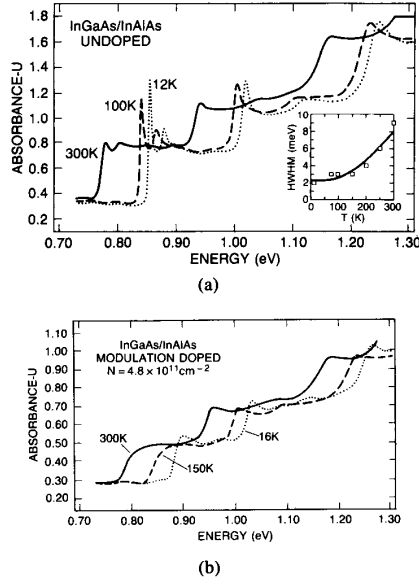 InGaAs/InAlAs
UNDOPED
ABSORBANCE-U
1.8
1.6
1.4
1.2
1.0
0.8
0.6
0.4
0.2
12K
100K
300K
HWHM (meV)
10
8
6
4
2
0
0 100 200 300
T (K)
0.70 0.80 0.90 1.00 1.10 1.20 1.30
ENERGY (eV)
(a)
InGaAs/InAlAs
MODULATION DOPED
N = 4.8 × 10¹¹cm⁻²
ABSORBANCE-U
1.10
1.00
0.90
0.80
0.70
0.60
0.50
0.40
0.30
0.20
300K
150K
16K
0.70 0.80 0.90 1.00 1.10 1.20 1.30
ENERGY (eV)
(b)